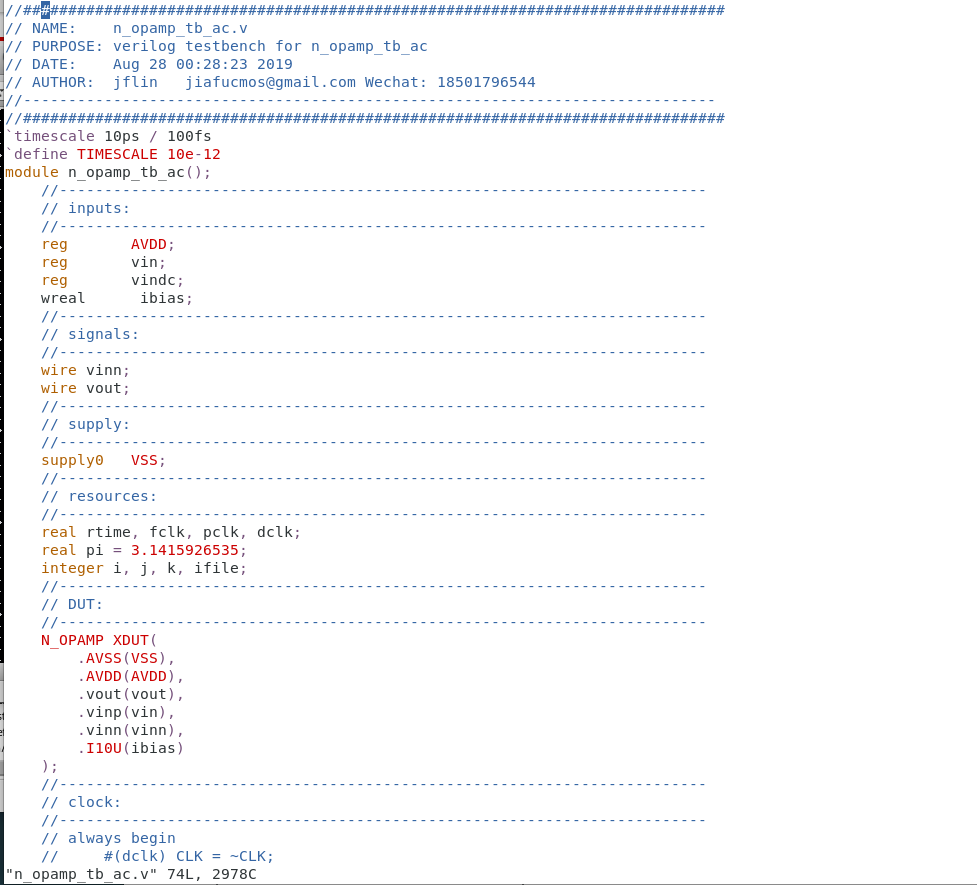 //##############################################################################
// NAME:    n_opamp_tb_ac.v
// PURPOSE: verilog testbench for n_opamp_tb_ac
// DATE:    Aug 28 00:28:23 2019
// AUTHOR:  jflin   jiafucmos@gmail.com Wechat: 18501796544
//-----------------------------------------------------------------------------
//##############################################################################
`timescale 10ps / 100fs
`define TIMESCALE 10e-12
module n_opamp_tb_ac();
    //------------------------------------------------------------------------
    // inputs:
    //------------------------------------------------------------------------
    reg       AVDD;
    reg       vin;
    reg       vindc;
    wreal      ibias;
    //------------------------------------------------------------------------
    // signals:
    //------------------------------------------------------------------------
    wire vinn;
    wire vout;
    //------------------------------------------------------------------------
    // supply:
    //------------------------------------------------------------------------
    supply0   VSS;
    //------------------------------------------------------------------------
    // resources:
    //------------------------------------------------------------------------
    real rtime, fclk, pclk, dclk;
    real pi = 3.1415926535;
    integer i, j, k, ifile;
    //------------------------------------------------------------------------
    // DUT:
    //------------------------------------------------------------------------
    N_OPAMP XDUT(
        .AVSS(VSS),
        .AVDD(AVDD),
        .vout(vout),
        .vinp(vin),
        .vinn(vinn),
        .I10U(ibias)
    );
    //------------------------------------------------------------------------
    // clock:
    //------------------------------------------------------------------------
    // always begin
    //     #(dclk) CLK = ~CLK;
"n_opamp_tb_ac.v" 74L, 2978C